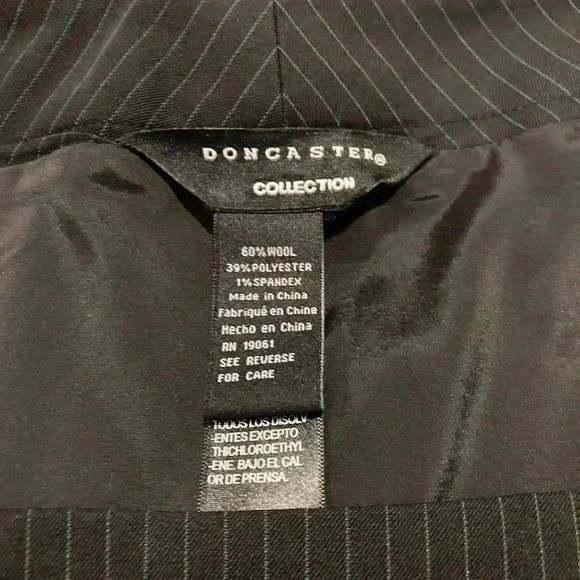 DONCASTER®
COLLECTION
60% WOOL
39% POLYESTER
1% SPANDEX
Made in China
Fabriqué en Chine
Hecho en China
RN 19061
SEE REVERSE
FOR CARE
TODOS LOS DISOLV
-ENTES EXCEPTO
THICHLOROETHYL
-ENE. BAJO EL CAL
OR DE PRENSA.